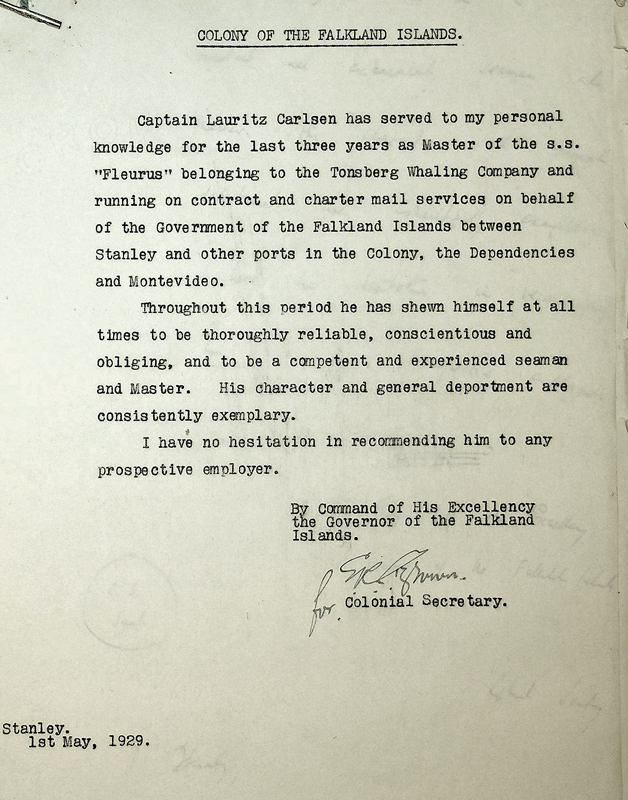 COLONY OF THE FALKLAND ISLANDS.
Captain Lauritz Carlsen has served to my personal
knowledge for the last three years as Master of the s.s.
"Fleurus" belonging to the Tonsberg Whaling Company and
running on contract and charter mail services on behalf
of the Government of the Falkland Islands between
Stanley and other ports in the Colony, the Dependencies
and Montevideo.
Throughout this period he has shewn himself at all
times to be thoroughly reliable, conscientious and
obliging, and to be a competent and experienced seaman
and Master. His character and general deportment are
consistently exemplary.
I have no hesitation in recommending him to any
prospective employer.
By Command of His Excellency
the Governor of the Falkland
Islands.
for Colonial Secretary.
Stanley.
1st May, 1929.